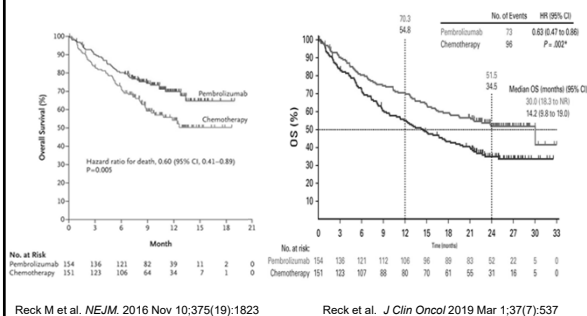 Overall Survival (%)
100
90
80
70
60
50
40
30
20
10
0
Pembrolizumab
Chemotherapy
Hazard ratio for death, 0.60 (95% CI, 0.41–0.89)
P=0.005
0 3 6 9 12 15 18 21
Month
No. at Risk
Pembrolizumab 154 136 121 82 39 11 2 0
Chemotherapy 151 123 106 64 34 7 1 0
Reck M et al. NEJM. 2016 Nov 10;375(19):1823
No. of Events HR (95% CI)
Pembrolizumab 73 0.63 (0.47 to 0.86)
Chemotherapy 96 P = .002*
70.3
54.8
51.5
34.5
Median OS (months) (95% CI)
30.0 (18.3 to NR)
14.2 (9.8 to 19.0)
OS (%)
100
90
80
70
60
50
40
30
20
10
0 3 6 9 12 15 18 21 24 27 30 33
Time (months)
No. at risk:
Pembrolizumab 154 136 121 112 106 96 89 83 52 22 5 0
Chemotherapy 151 123 107 88 80 70 61 55 31 16 5 0
Reck et al. J Clin Oncol 2019 Mar 1;37(7):537